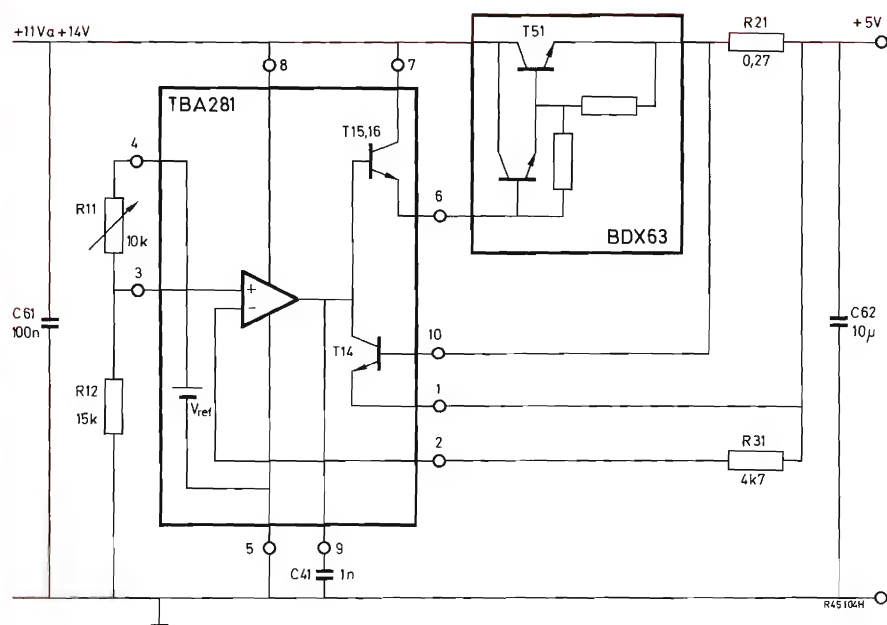 +11Va+14V
T51
R21
+5V
0,27
8
7
TBA281
T15,16
4
6
R11
10k
BDX63
3
+
−
C61
100n
C62
10µ
10
T14
R12
15k
Vref
1
2
R31
4k7
5
9
C41
1n
R45104H